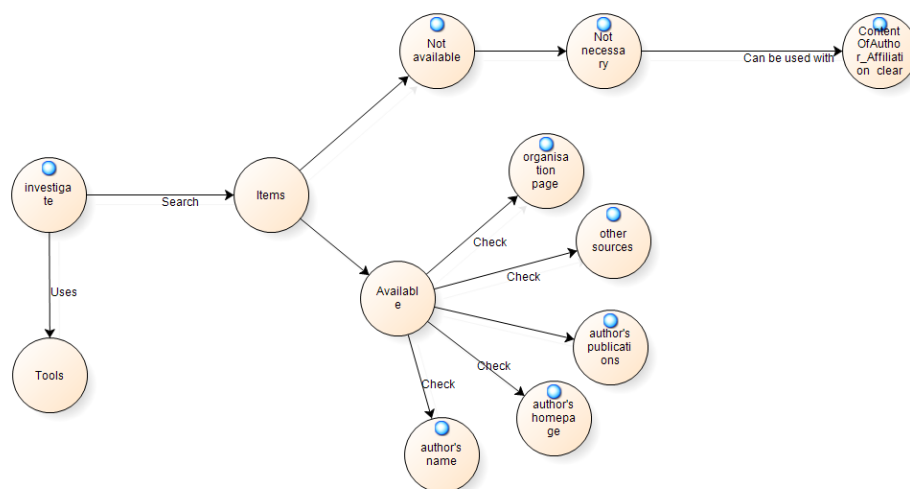 Not
available
Not
necessa
ry
Can be used with
Content
OfAutho
r_Affiliati
on clear
investiga
te
Search
Items
organisa
tion
page
Check
other
sources
Check
Uses
Availabl
e
author's
publicati
ons
Tools
Check
Check
author's
homepa
ge
author's
name